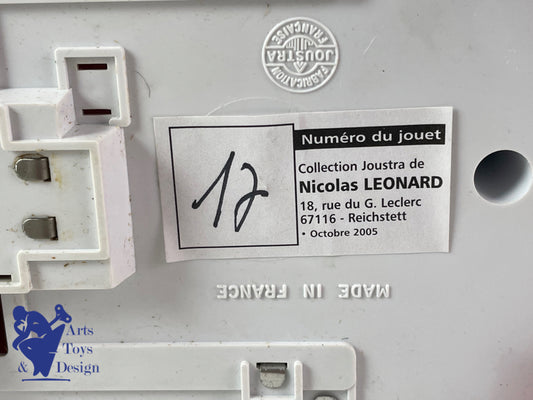 FABRICATION
FRANÇAISE
JOUSTRA
Numéro du jouet
17
Collection Joustra de
Nicolas LEONARD
18, rue du G. Leclerc
67116 - Reichstett
• Octobre 2005
MADE IN FRANCE
Arts
Toys
& Design